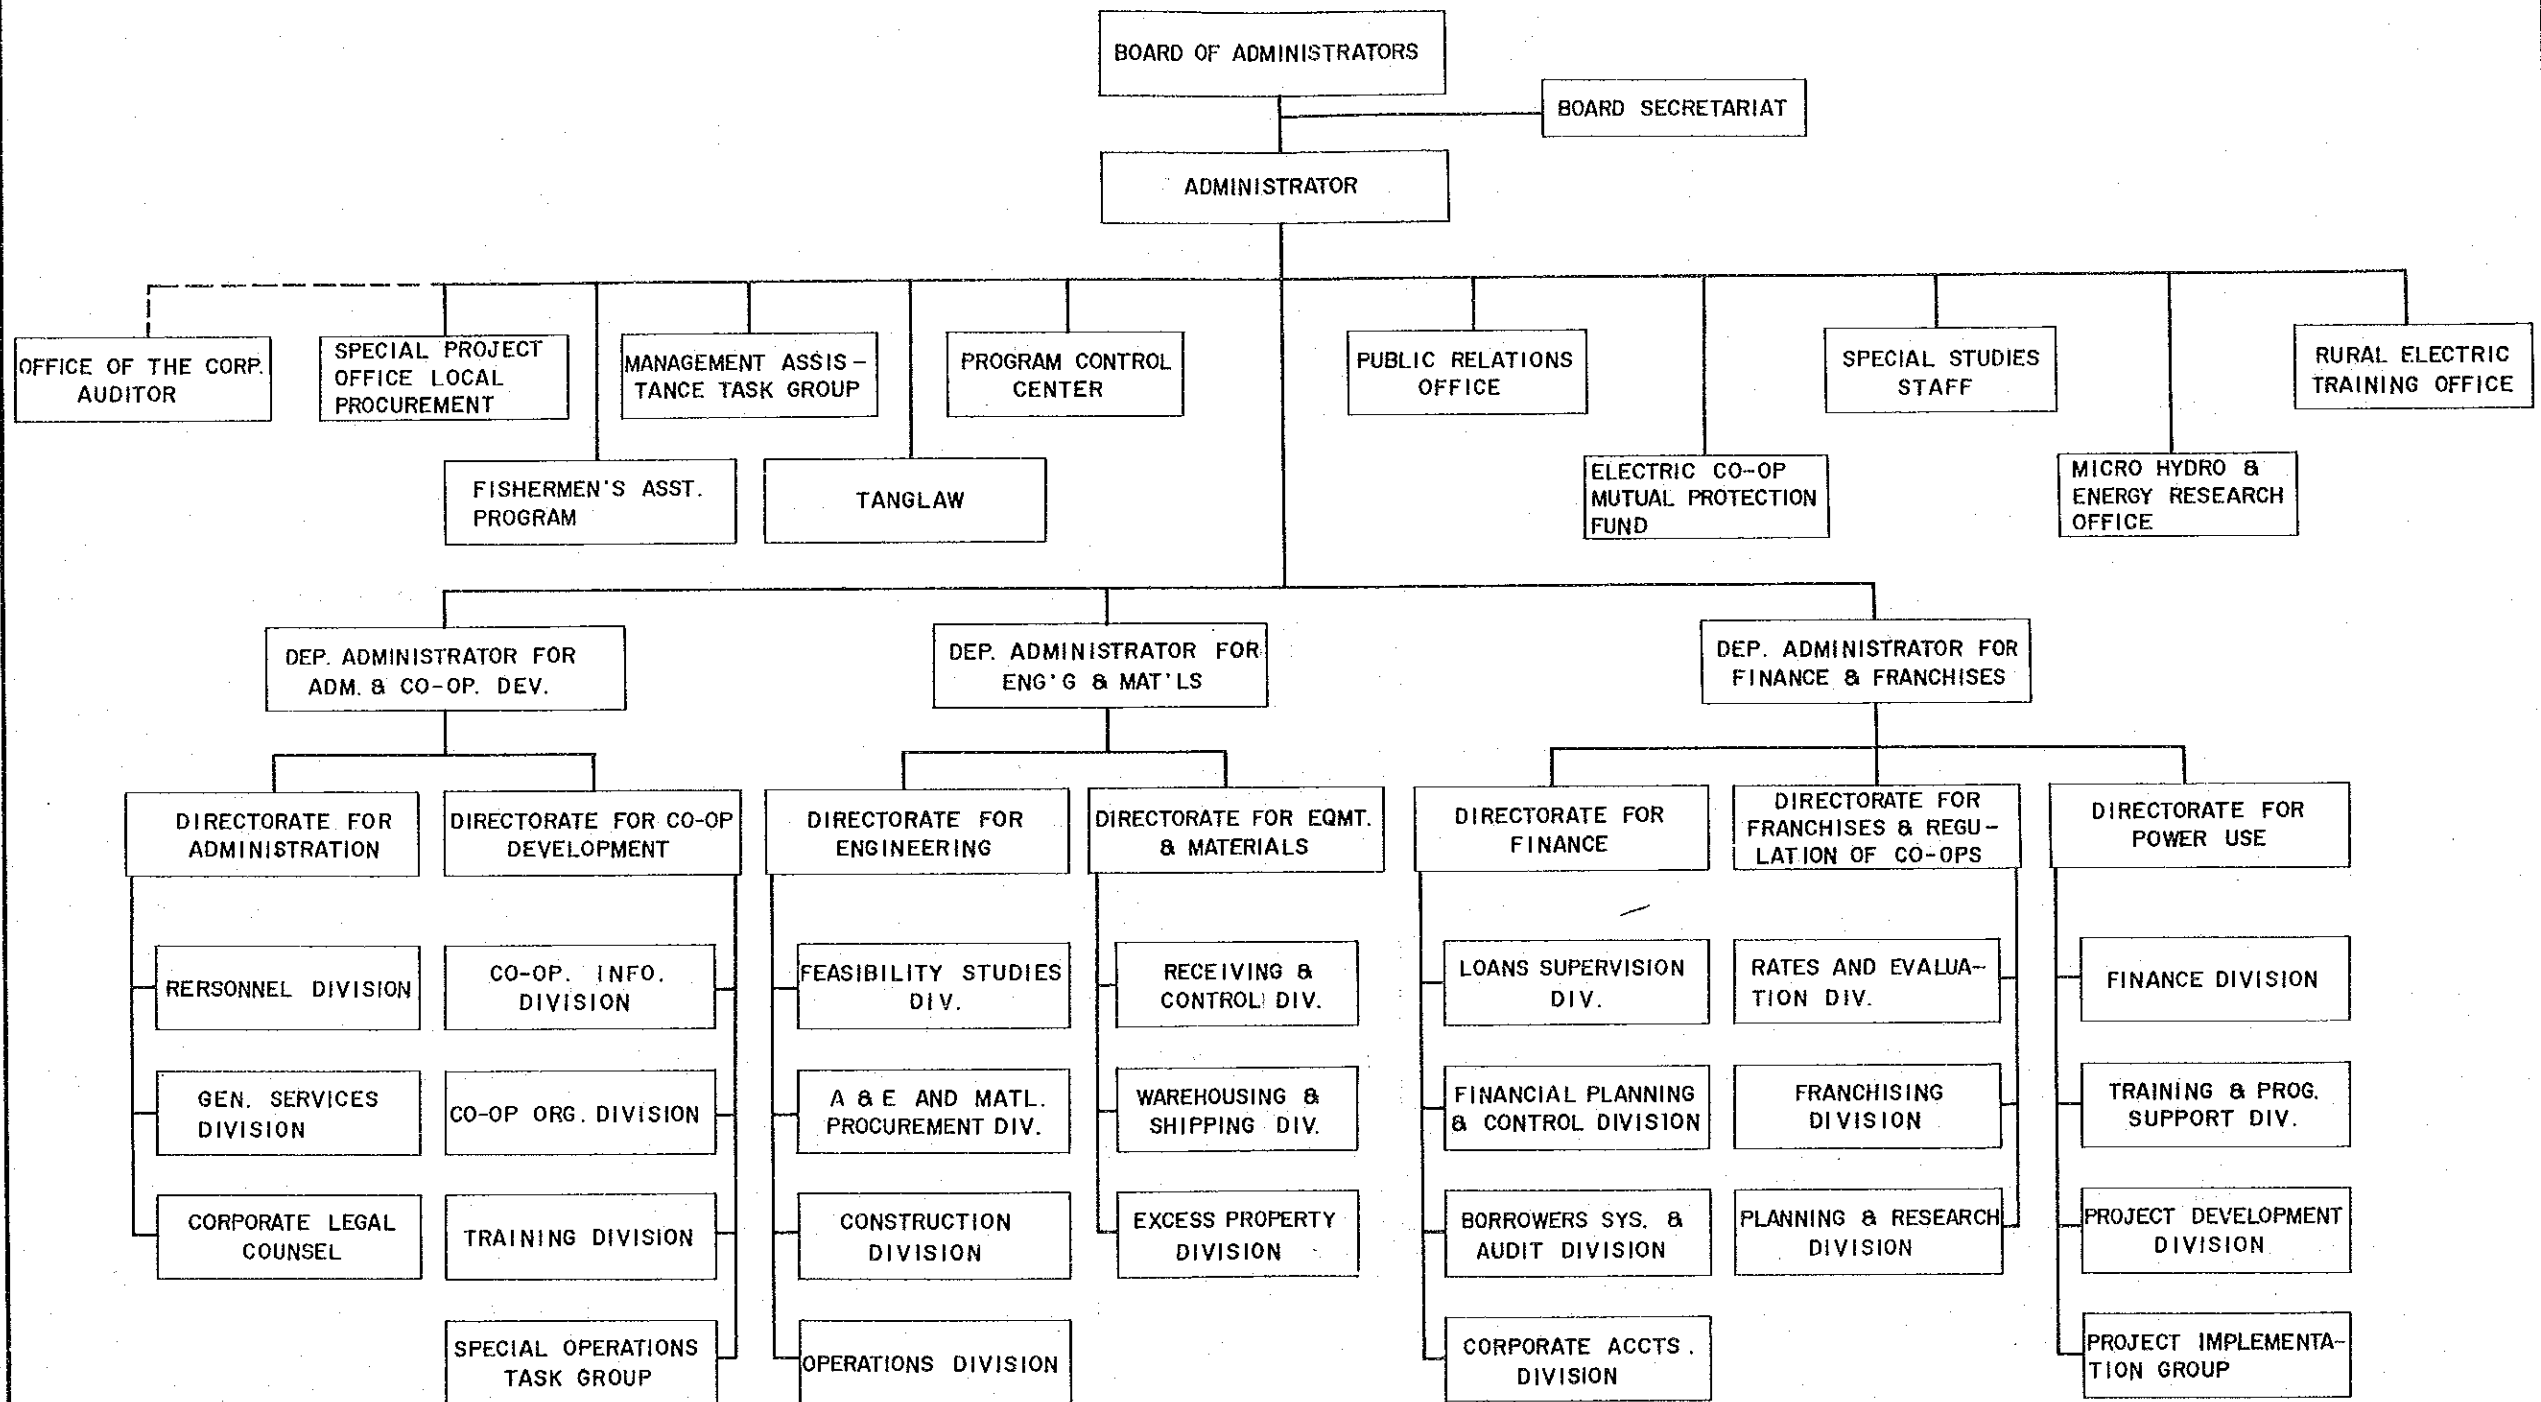 BOARD OF ADMINISTRATORS
BOARD SECRETARIAT
ADMINISTRATOR
OFFICE OF THE CORP.
AUDITOR
SPECIAL PROJECT
OFFICE LOCAL
PROCUREMENT
MANAGEMENT ASSIS-
TANCE TASK GROUP
PROGRAM CONTROL
CENTER
PUBLIC RELATIONS
OFFICE
SPECIAL STUDIES
STAFF
RURAL ELECTRIC
TRAINING OFFICE
FISHERMEN'S ASST.
PROGRAM
TANGLAW
ELECTRIC CO-OP
MUTUAL PROTECTION
FUND
MICRO HYDRO &
ENERGY RESEARCH
OFFICE
DEP. ADMINISTRATOR FOR
ADM. & CO-OP. DEV.
DEP. ADMINISTRATOR FOR
ENG'G & MAT'LS
DEP. ADMINISTRATOR FOR
FINANCE & FRANCHISES
DIRECTORATE FOR
ADMINISTRATION
DIRECTORATE FOR CO-OP
DEVELOPMENT
DIRECTORATE FOR
ENGINEERING
DIRECTORATE FOR EQMT.
& MATERIALS
DIRECTORATE FOR
FINANCE
DIRECTORATE FOR
FRANCHISES & REGU-
LATION OF CO-OPS
DIRECTORATE FOR
POWER USE
RERSONNEL DIVISION
CO-OP. INFO.
DIVISION
FEASIBILITY STUDIES
DIV.
RECEIVING &
CONTROL DIV.
LOANS SUPERVISION
DIV.
RATES AND EVALUA-
TION DIV.
FINANCE DIVISION
GEN. SERVICES
DIVISION
CO-OP ORG. DIVISION
A & E AND MATL.
PROCUREMENT DIV.
WAREHOUSING &
SHIPPING DIV.
FINANCIAL PLANNING
& CONTROL DIVISION
FRANCHISING
DIVISION
TRAINING & PROG.
SUPPORT DIV.
CORPORATE LEGAL
COUNSEL
TRAINING DIVISION
CONSTRUCTION
DIVISION
EXCESS PROPERTY
DIVISION
BORROWERS SYS. &
AUDIT DIVISION
PLANNING & RESEARCH
DIVISION
PROJECT DEVELOPMENT
DIVISION
SPECIAL OPERATIONS
TASK GROUP
OPERATIONS DIVISION
CORPORATE ACCTS.
DIVISION
PROJECT IMPLEMENTA-
TION GROUP